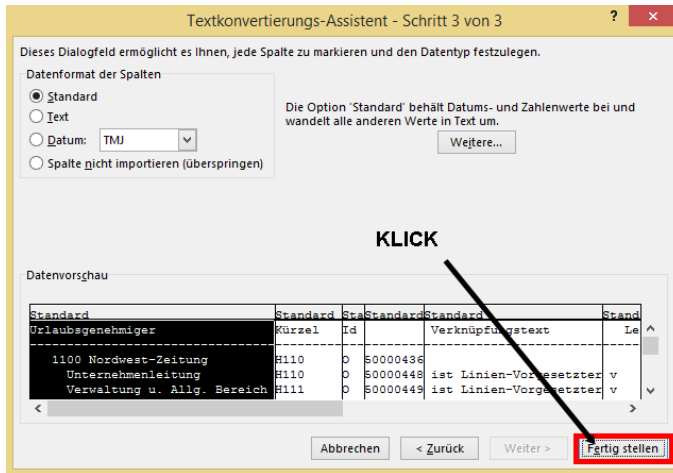 Textkonvertierungs-Assistent - Schritt 3 von 3
? ×
Dieses Dialogfeld ermöglicht es Ihnen, jede Spalte zu markieren und den Datentyp festzulegen.
Datenformat der Spalten
Standard
Text
Datum: TMJ
Spalte nicht importieren (überspringen)
Die Option 'Standard' behält Datums- und Zahlenwerte bei und
wandelt alle anderen Werte in Text um.
Weitere...
KLICK
Datenvorschau
Standard Standard Sta Standard Standard Stand
Urlaubsgenehmiger Kürzel Id Verknüpfungstext Le
1100 Nordwest-Zeitung H110 O 50000436
Unternehmenleitung H110 O 50000448 ist Linien-Vorgesetzter v
Verwaltung u. Allg. Bereich H111 O 50000449 ist Linien-Vorgesetzter v
Abbrechen < Zurück Weiter > Fertig stellen